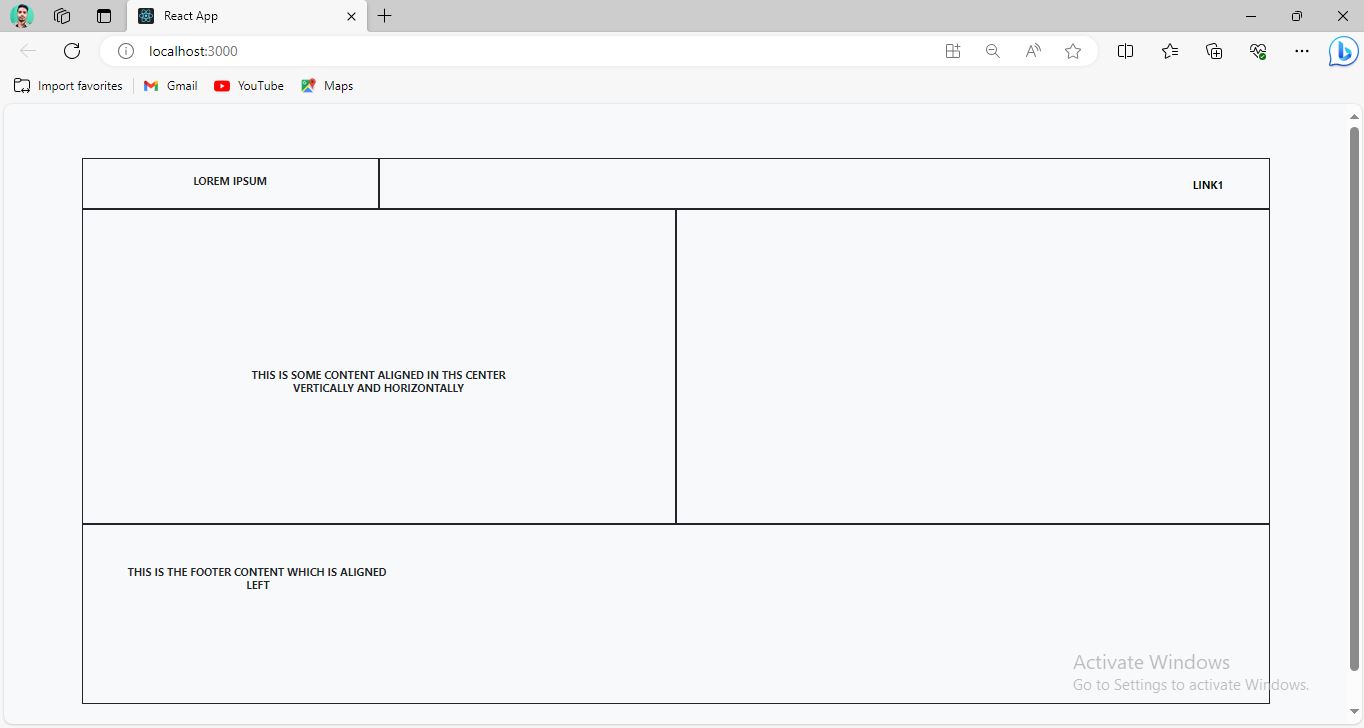 React App
localhost:3000
Import favorites Gmail YouTube Maps
LOREM IPSUM
LINK1
THIS IS SOME CONTENT ALIGNED IN THS CENTER
VERTICALLY AND HORIZONTALLY
THIS IS THE FOOTER CONTENT WHICH IS ALIGNED
LEFT
Activate Windows
Go to Settings to activate Windows.